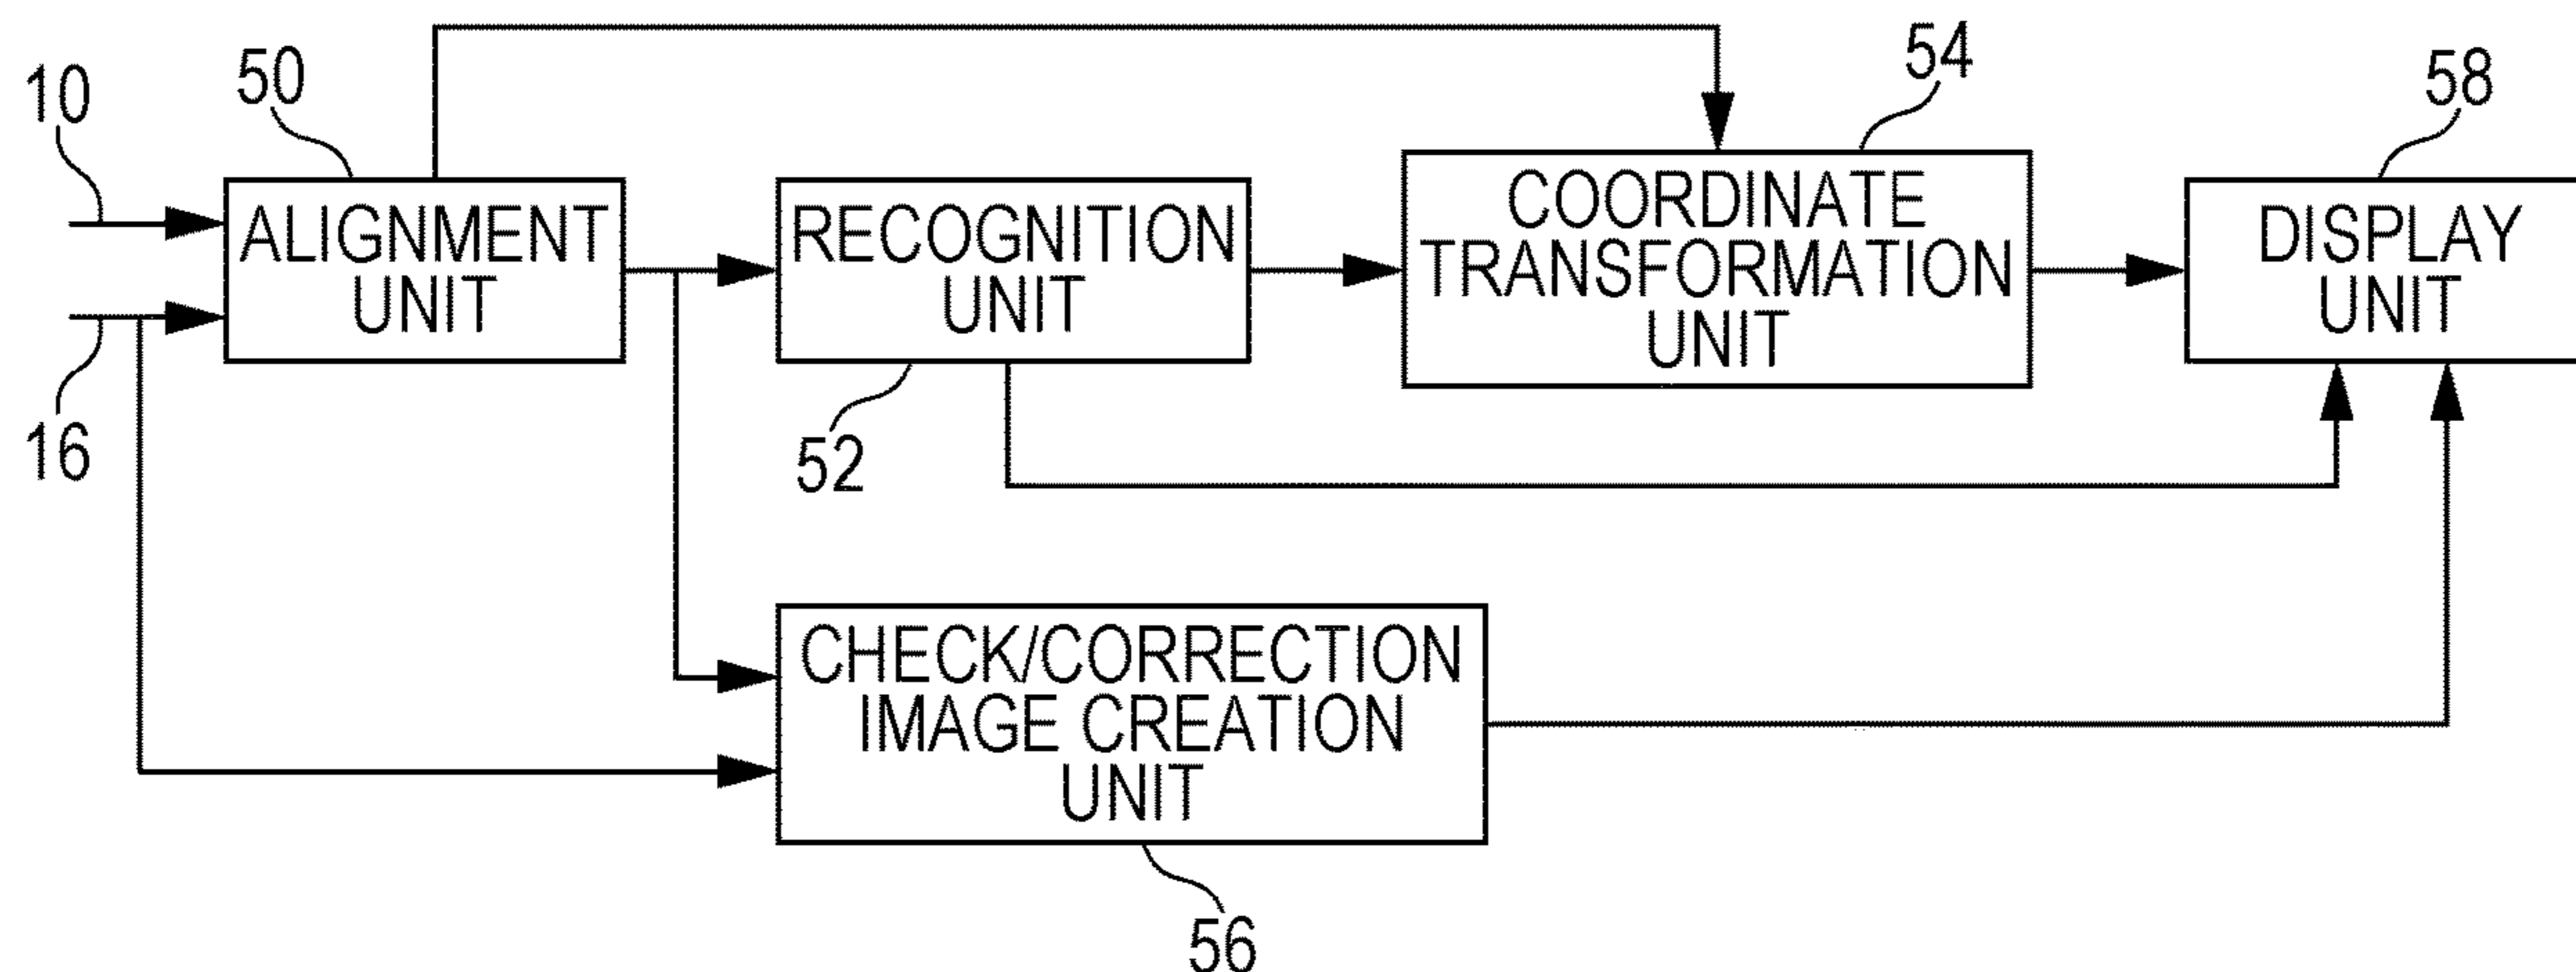 10
50
54
58
ALIGNMENT
UNIT
RECOGNITION
UNIT
COORDINATE
TRANSFORMATION
UNIT
DISPLAY
UNIT
16
52
CHECK/CORRECTION
IMAGE CREATION
UNIT
56